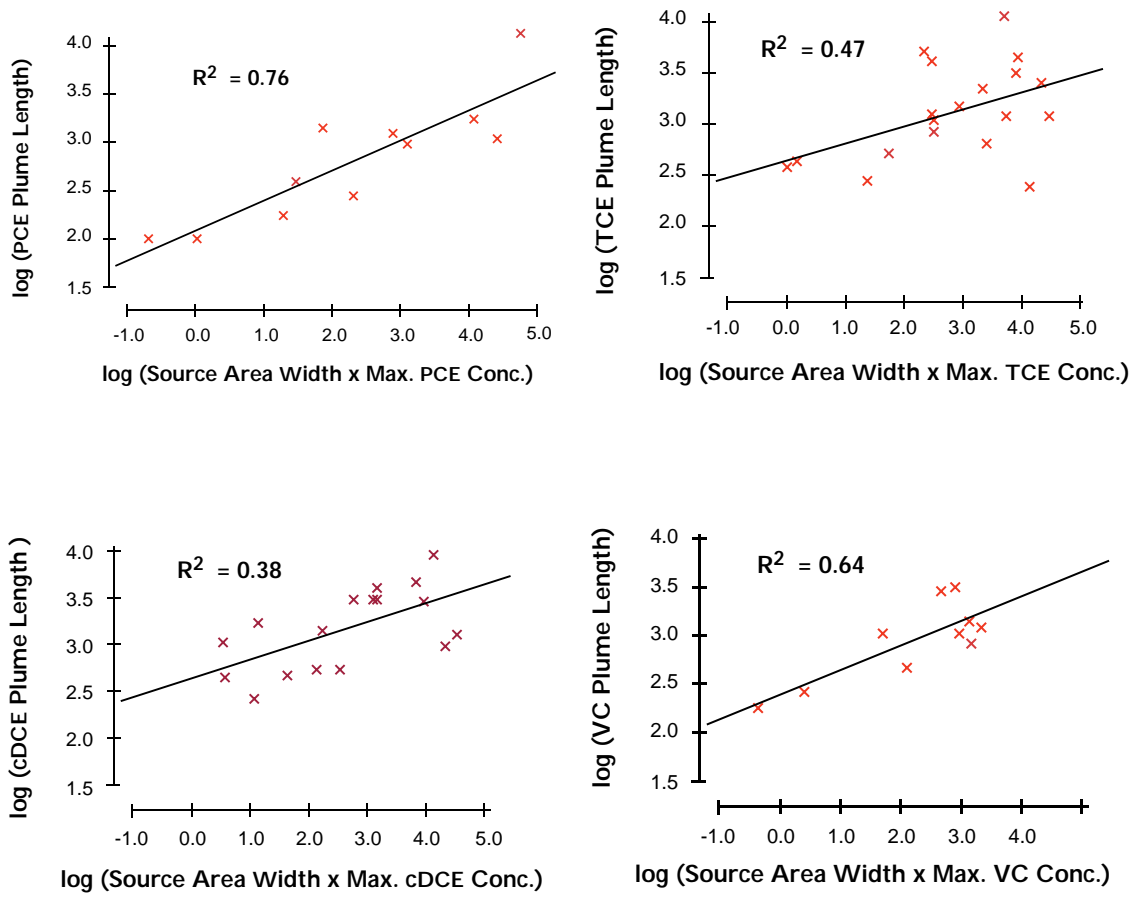 log (PCE Plume Length)
4.0
3.5
3.0
2.5
2.0
1.5
R² = 0.76
-1.0 0.0 1.0 2.0 3.0 4.0 5.0
log (Source Area Width x Max. PCE Conc.)
log (TCE Plume Length)
4.0
3.5
3.0
2.5
2.0
1.5
R² = 0.47
-1.0 0.0 1.0 2.0 3.0 4.0 5.0
log (Source Area Width x Max. TCE Conc.)
log (cDCE Plume Length )
4.0
3.5
3.0
2.5
2.0
1.5
R² = 0.38
-1.0 0.0 1.0 2.0 3.0 4.0 5.0
log (Source Area Width x Max. cDCE Conc.)
log (VC Plume Length)
4.0
3.5
3.0
2.5
2.0
1.5
R² = 0.64
-1.0 0.0 1.0 2.0 3.0 4.0
log (Source Area Width x Max. VC Conc.)